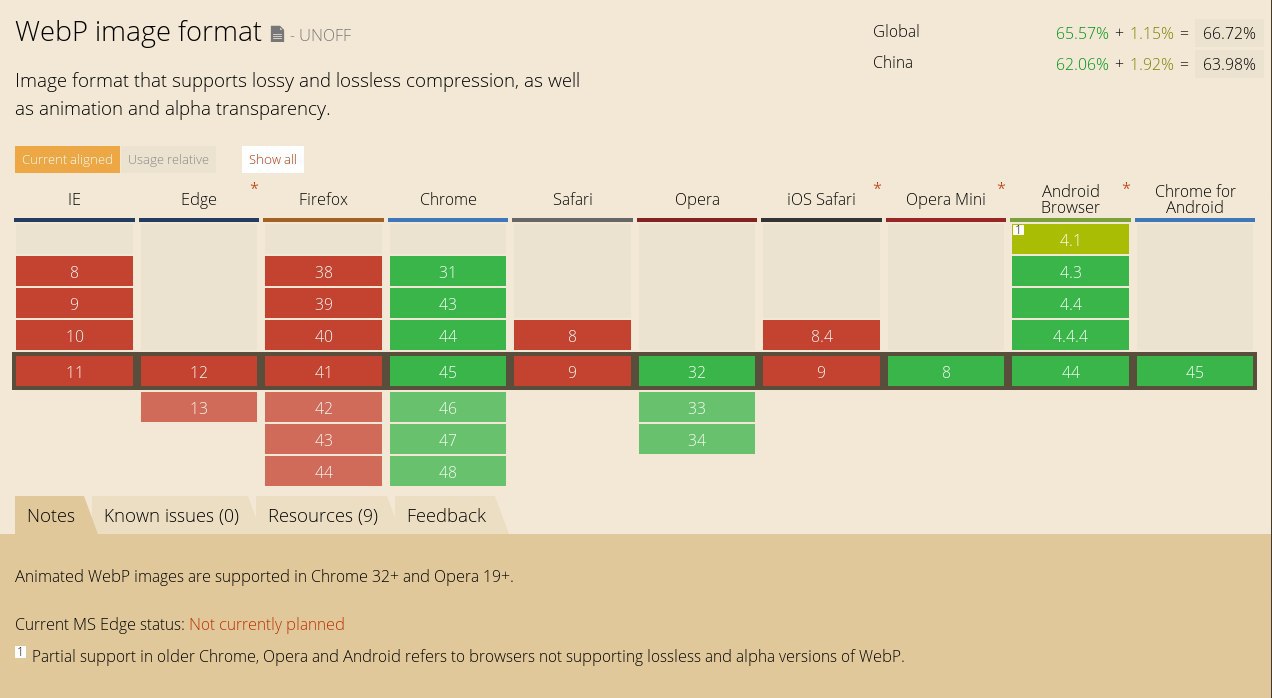 WebP image format - UNOFF
Global 65.57% + 1.15% = 66.72%
China 62.06% + 1.92% = 63.98%
Image format that supports lossy and lossless compression, as well
as animation and alpha transparency.
Current aligned Usage relative Show all
IE Edge * Firefox Chrome Safari Opera iOS Safari * Opera Mini * Android Browser * Chrome for Android
1 4.1
8 38 31 4.3
9 39 43 4.4
10 40 44 8 8.4 4.4.4
11 12 41 45 9 32 9 8 44 45
13 42 46 33
43 47 34
44 48
Notes Known issues (0) Resources (9) Feedback
Animated WebP images are supported in Chrome 32+ and Opera 19+.
Current MS Edge status: Not currently planned
1 Partial support in older Chrome, Opera and Android refers to browsers not supporting lossless and alpha versions of WebP.